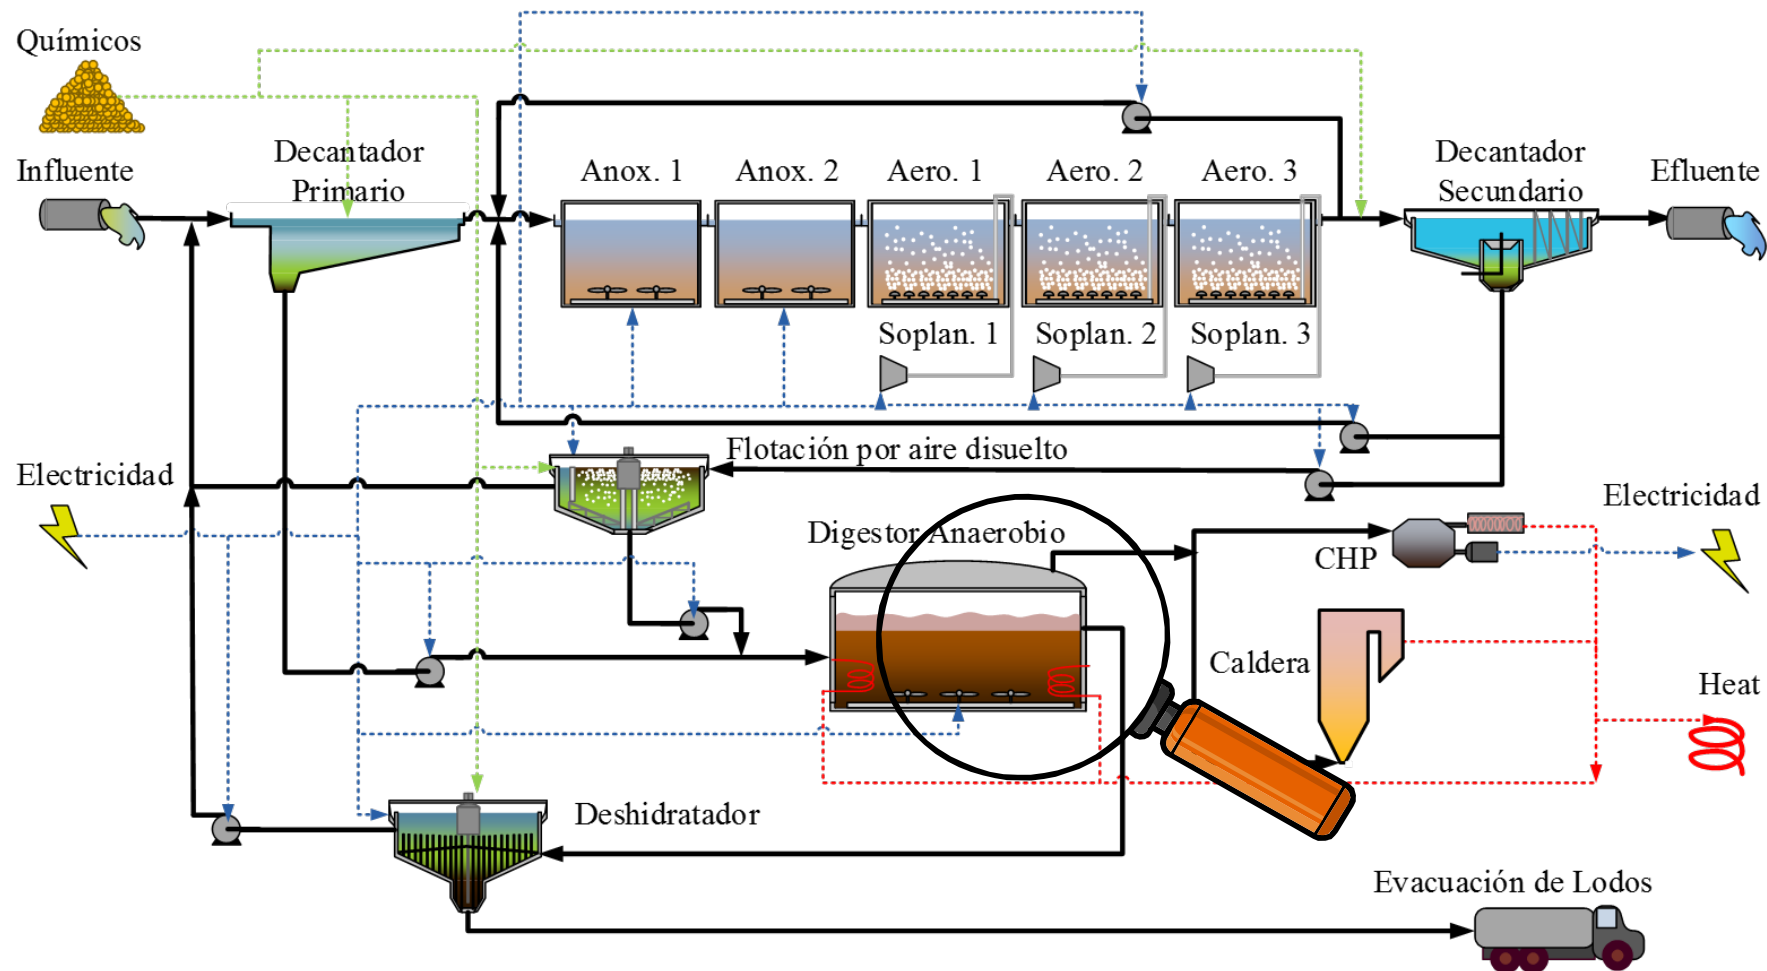 Químicos
Influente
Decantador
Primario
Anox. 1
Anox. 2
Aero. 1
Aero. 2
Aero. 3
Decantador
Secundario
Efluente
Soplan. 1
Soplan. 2
Soplan. 3
Flotación por aire disuelto
Electricidad
Digestor Anaerobio
CHP
Electricidad
Caldera
Heat
Deshidratador
Evacuación de Lodos